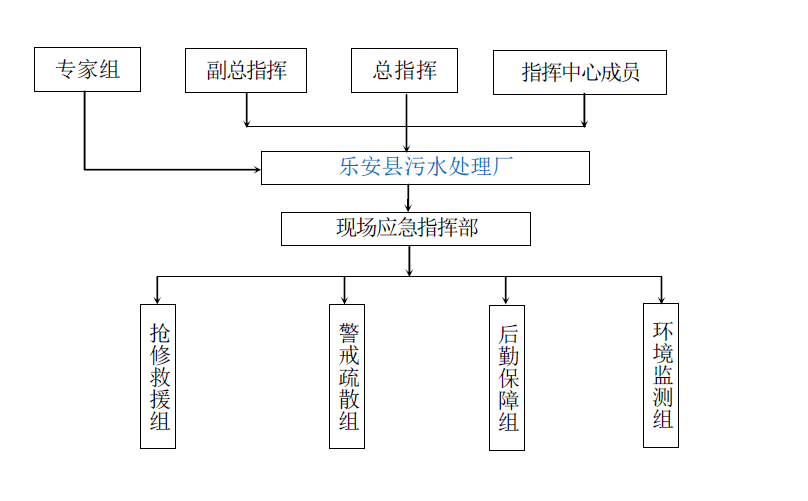 专家组
副总指挥
总指挥
指挥中心成员
乐安县污水处理厂
现场应急指挥部
抢修救援组
警戒疏散组
后勤保障组
环境监测组